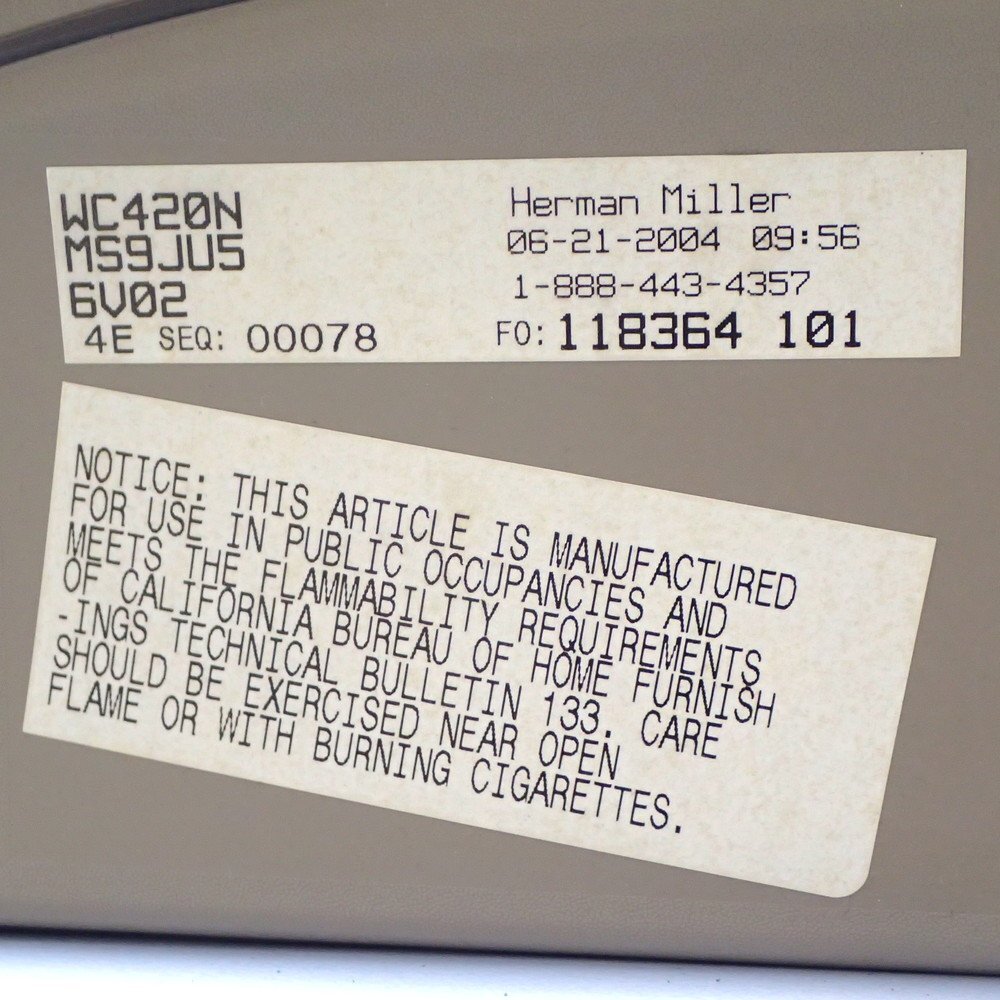 WC420N
MS9JU5
6V02
4E SEQ: 00078
Herman Miller
06-21-2004 09:56
1-888-443-4357
FO: 118364 101
NOTICE: THIS ARTICLE IS MANUFACTURED
FOR USE IN PUBLIC OCCUPANCIES AND
MEETS THE FLAMMABILITY REQUIREMENTS
OF CALIFORNIA BUREAU OF HOME FURNISH
-INGS TECHNICAL BULLETIN 133. CARE
SHOULD BE EXERCISED NEAR OPEN
FLAME OR WITH BURNING CIGARETTES.